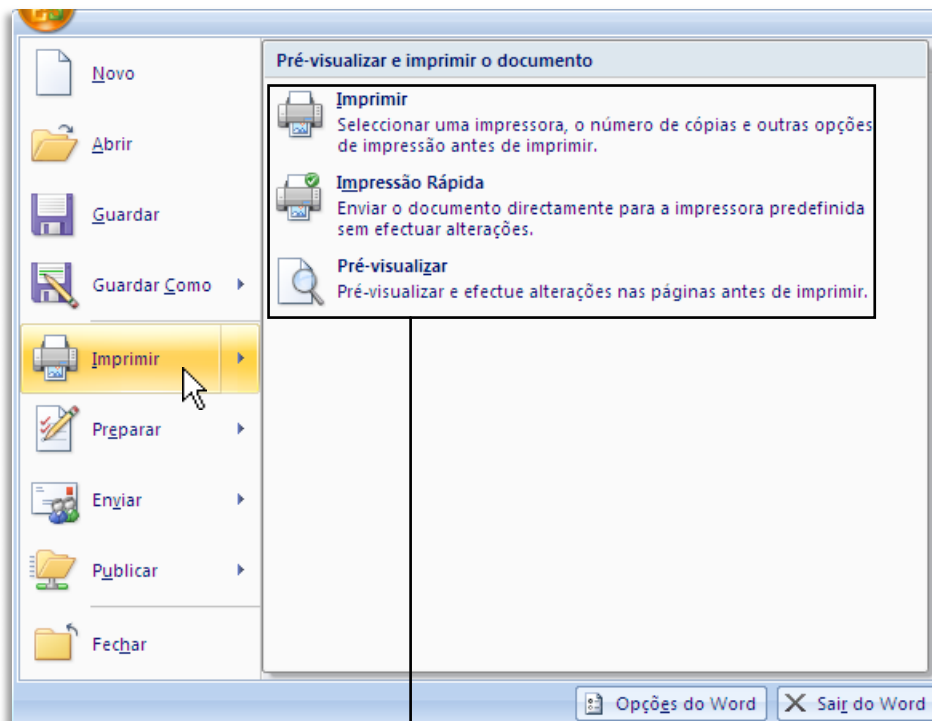 Novo
Abrir
Guardar
Guardar Como
Imprimir
Preparar
Enviar
Publicar
Fechar
Pré-visualizar e imprimir o documento
Imprimir
Seleccionar uma impressora, o número de cópias e outras opções
de impressão antes de imprimir.
Impressão Rápida
Enviar o documento directamente para a impressora predefinida
sem efectuar alterações.
Pré-visualizar
Pré-visualizar e efectue alterações nas páginas antes de imprimir.
Opções do Word
Sair do Word